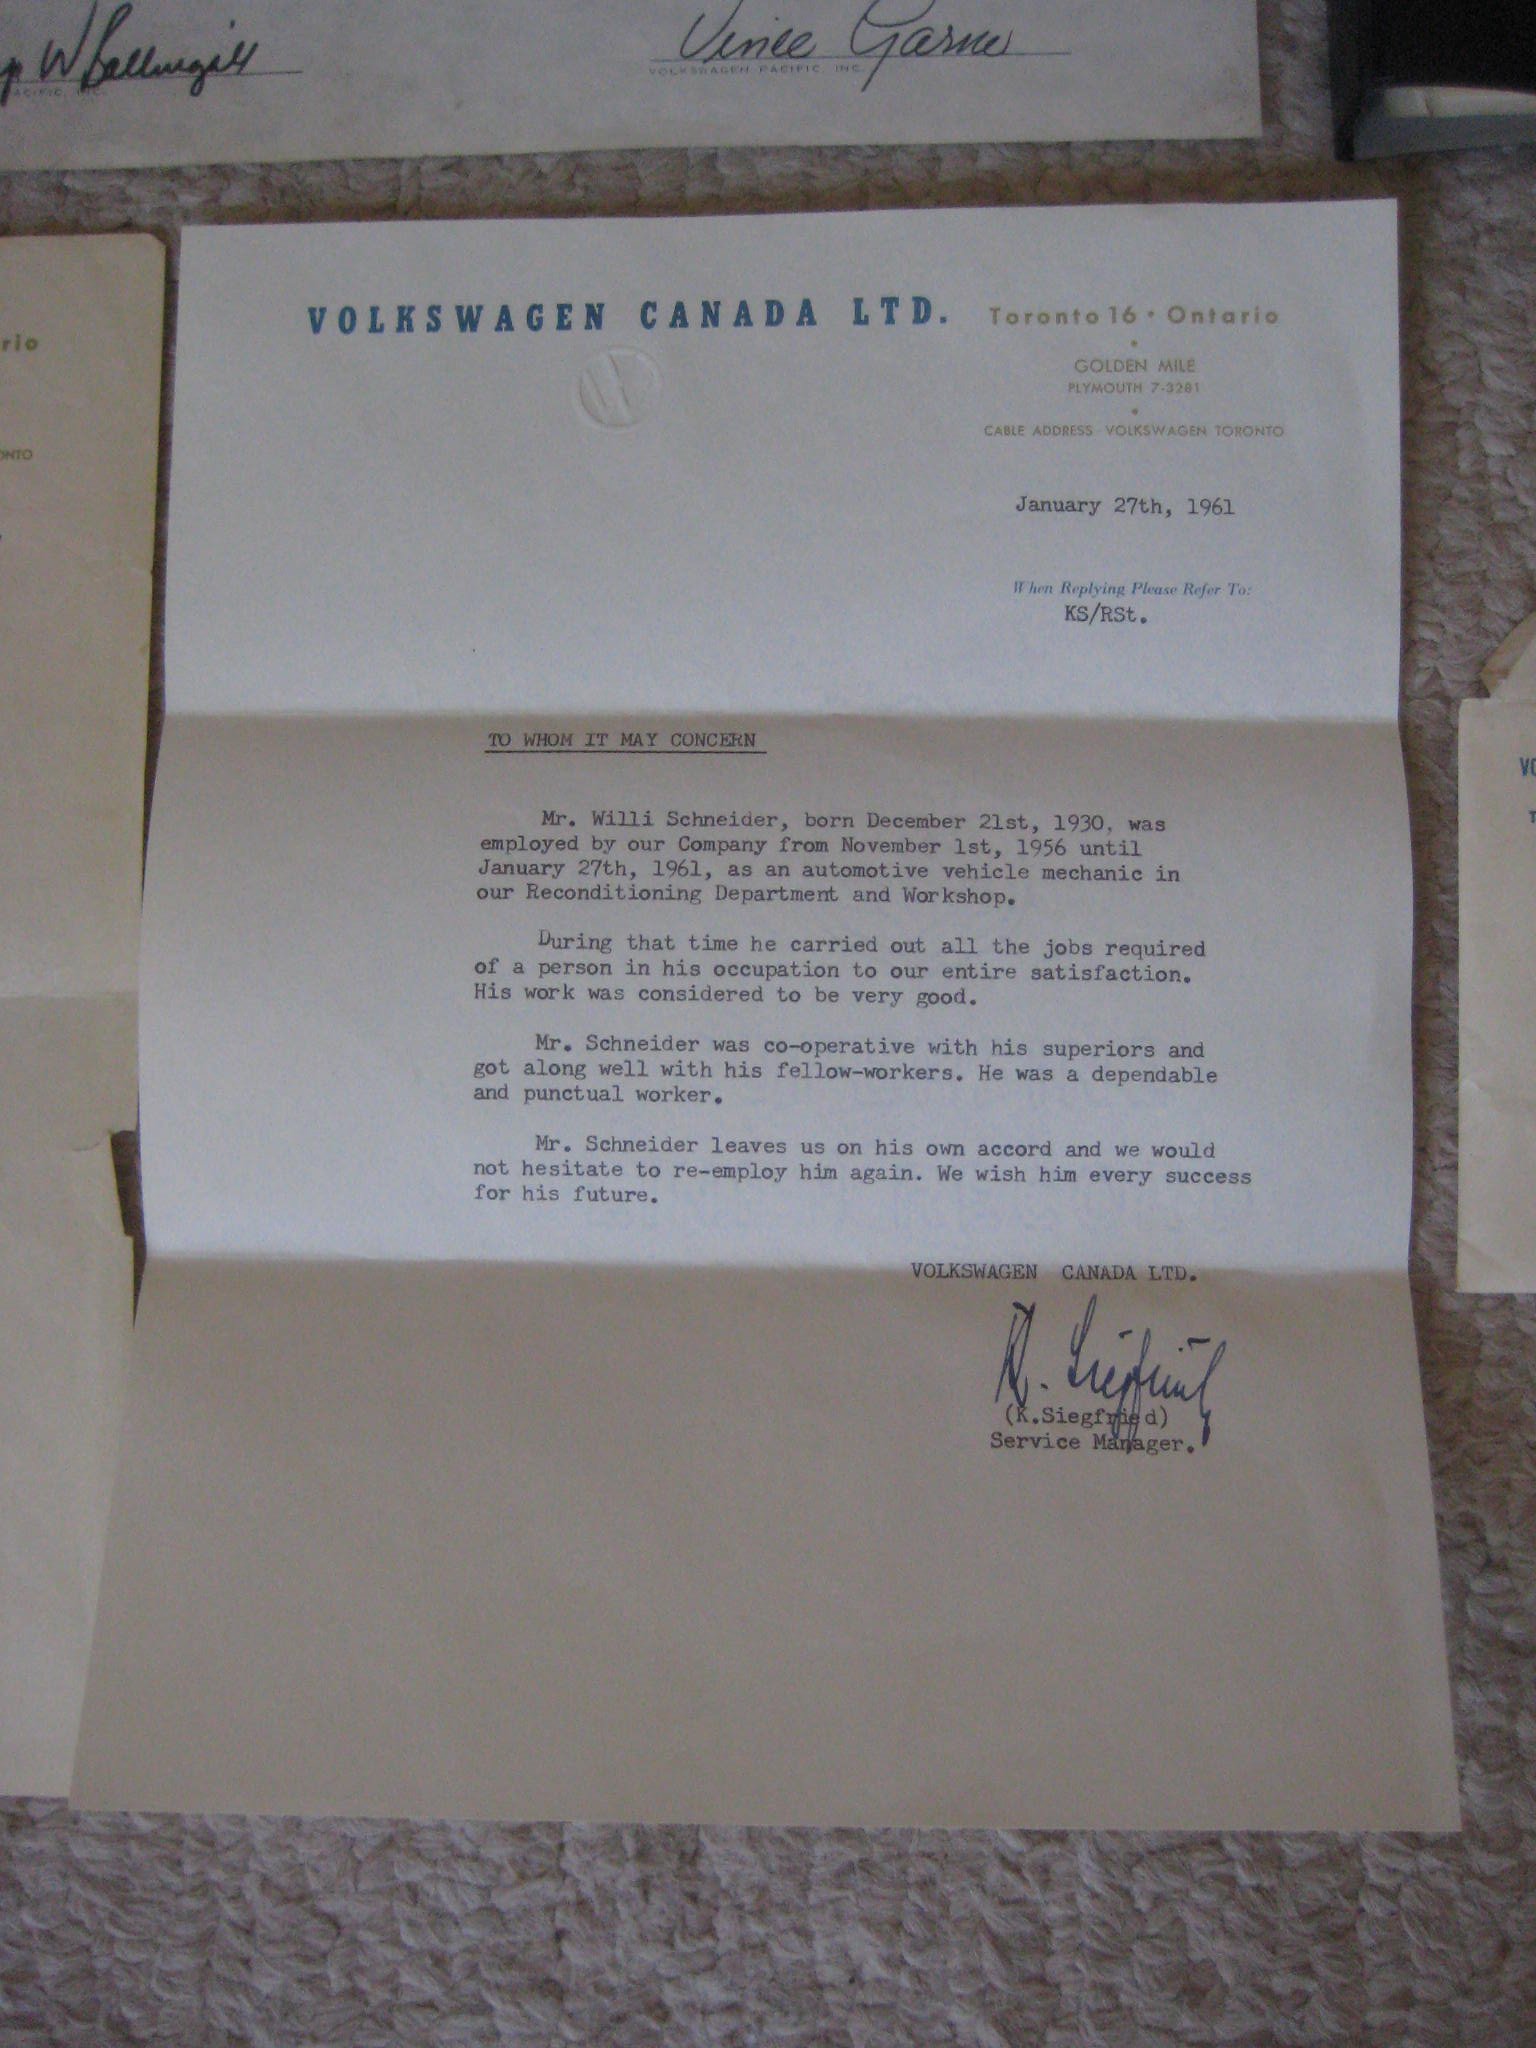 Vince
VOLKSWAGEN PACIFIC, INC.
PACIFIC, INC.
VOLKSWAGEN CANADA LTD.
Toronto 16 • Ontario
GOLDEN MILE
PLYMOUTH 7-3281
CABLE ADDRESS VOLKSWAGEN TORONTO
January 27th, 1961
When Replying Please Refer To:
KS/RSt.
TO WHOM IT MAY CONCERN
Mr. Willi Schneider, born December 21st, 1930, was
employed by our Company from November 1st, 1956 until
January 27th, 1961, as an automotive vehicle mechanic in
our Reconditioning Department and Workshop.
During that time he carried out all the jobs required
of a person in his occupation to our entire satisfaction.
His work was considered to be very good.
Mr. Schneider was co-operative with his superiors and
got along well with his fellow-workers. He was a dependable
and punctual worker.
Mr. Schneider leaves us on his own accord and we would
not hesitate to re-employ him again. We wish him every success
for his future.
VOLKSWAGEN CANADA LTD.
K. Siegfried
(K.Siegfried)
Service Manager.
rio
ONTO
VO
T